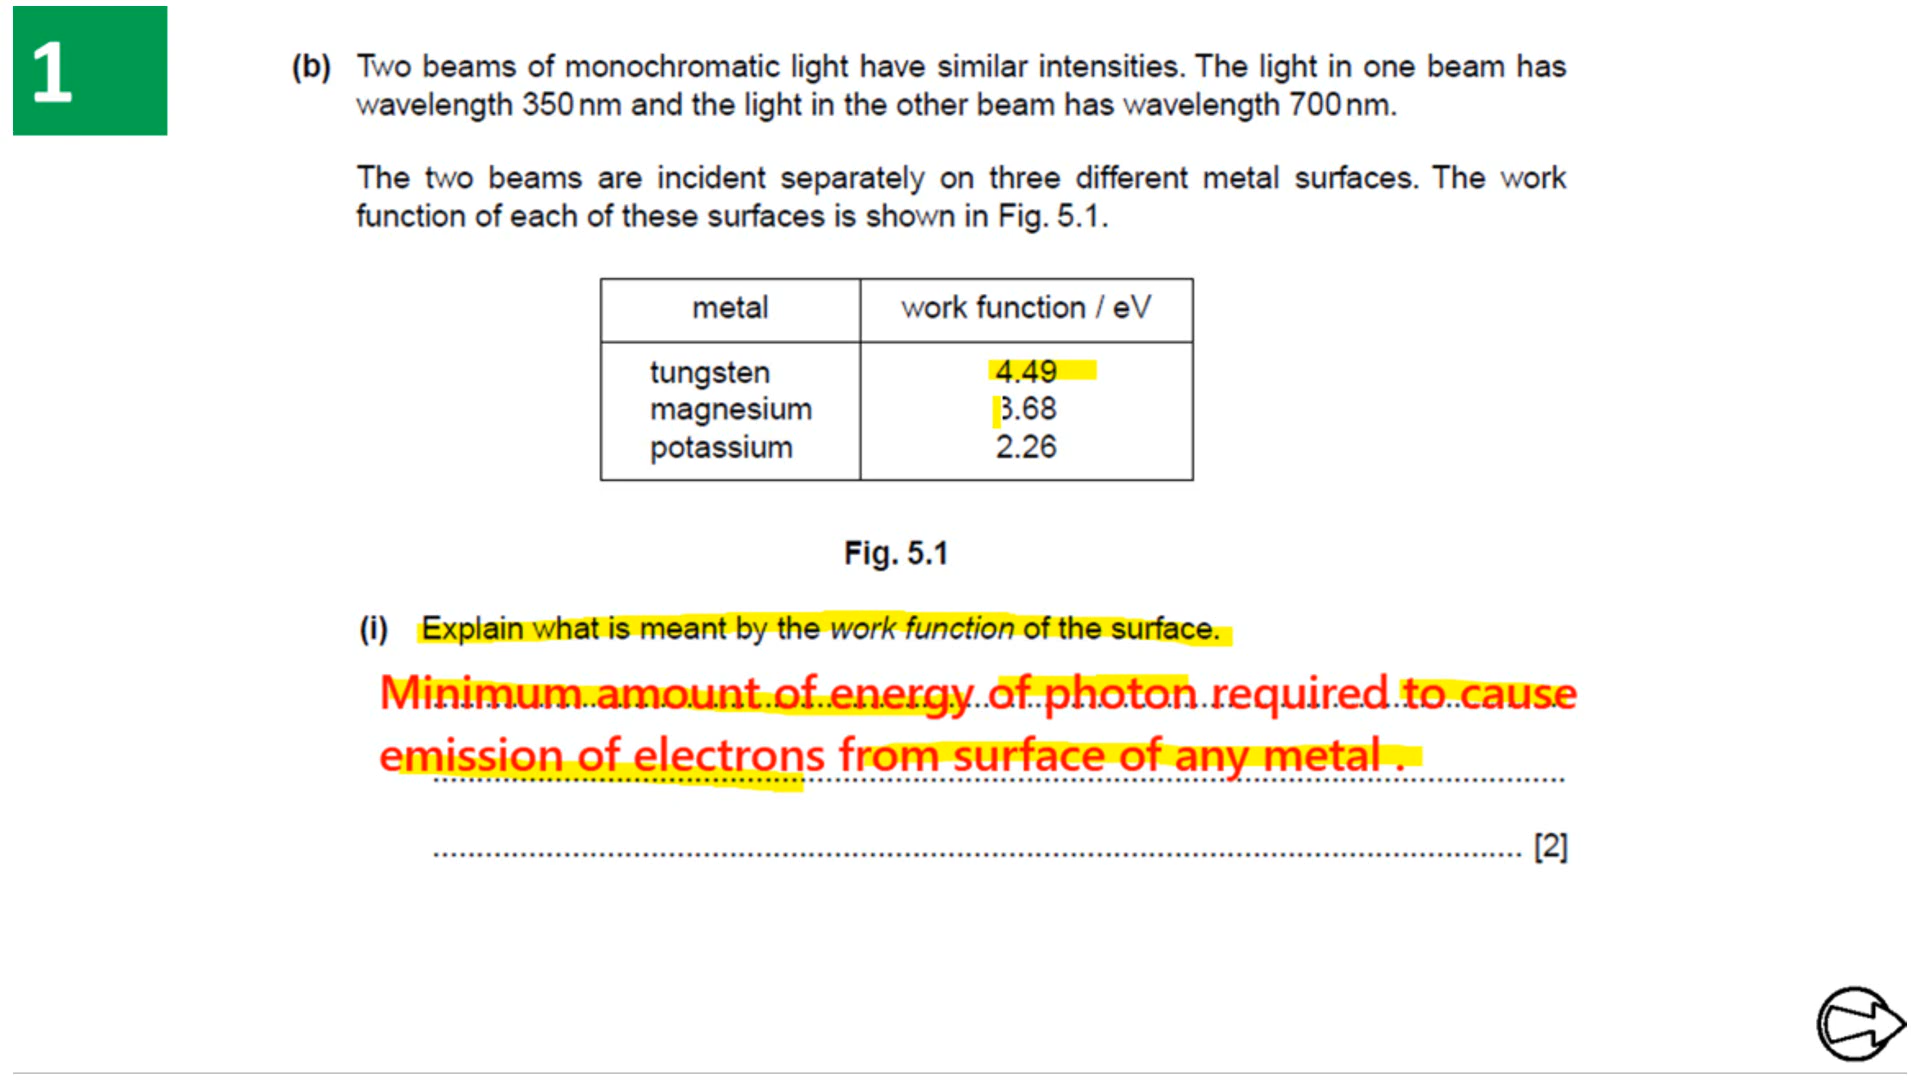 1
(b) Two beams of monochromatic light have similar intensities. The light in one beam has
wavelength 350 nm and the light in the other beam has wavelength 700 nm.
The two beams are incident separately on three different metal surfaces. The work
function of each of these surfaces is shown in Fig. 5.1.
metal work function / eV
tungsten 4.49
magnesium 3.68
potassium 2.26
Fig. 5.1
(i) Explain what is meant by the work function of the surface.
Minimum amount of energy of photon required to cause
emission of electrons from surface of any metal .
[2]